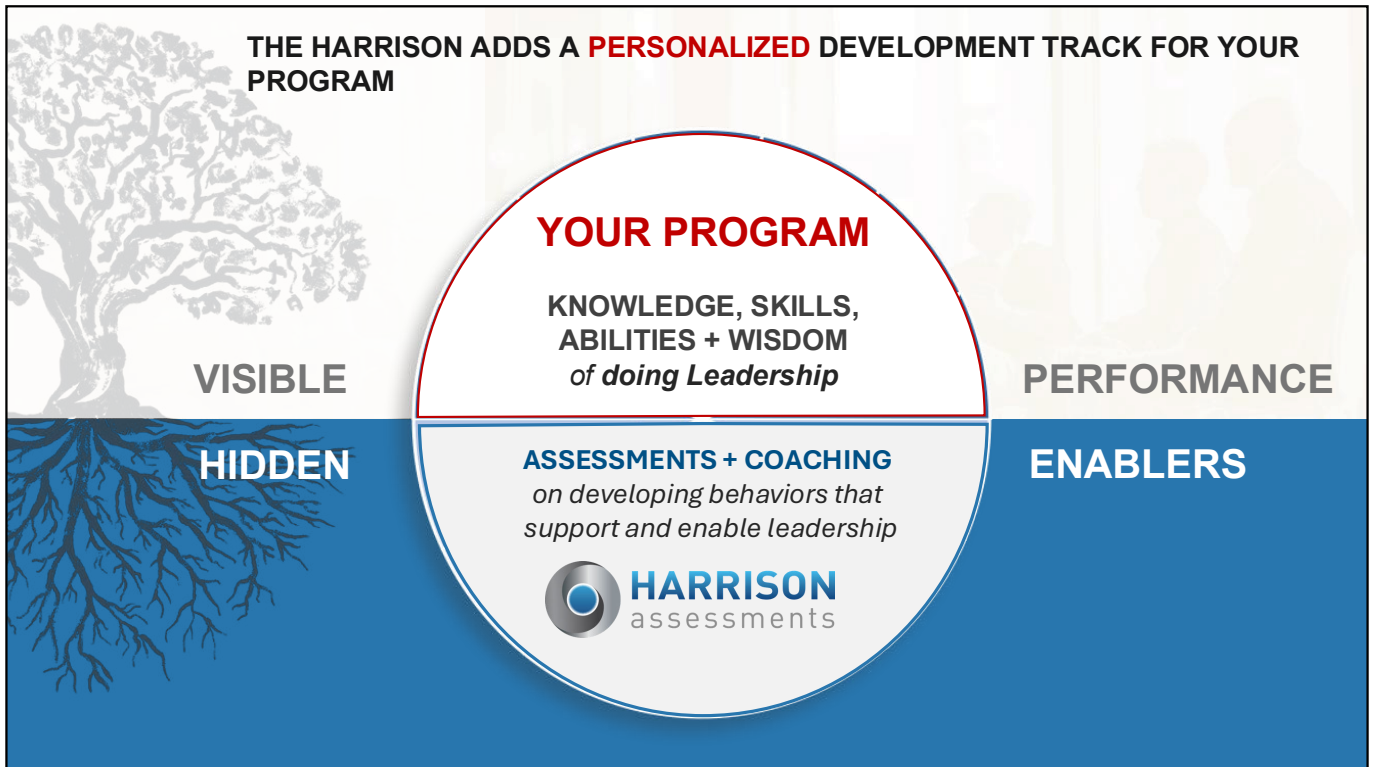 THE HARRISON ADDS A PERSONALIZED DEVELOPMENT TRACK FOR YOUR
PROGRAM
YOUR PROGRAM
KNOWLEDGE, SKILLS,
ABILITIES + WISDOM
of doing Leadership
VISIBLE
PERFORMANCE
HIDDEN
ENABLERS
ASSESSMENTS + COACHING
on developing behaviors that
support and enable leadership
HARRISON
assessments